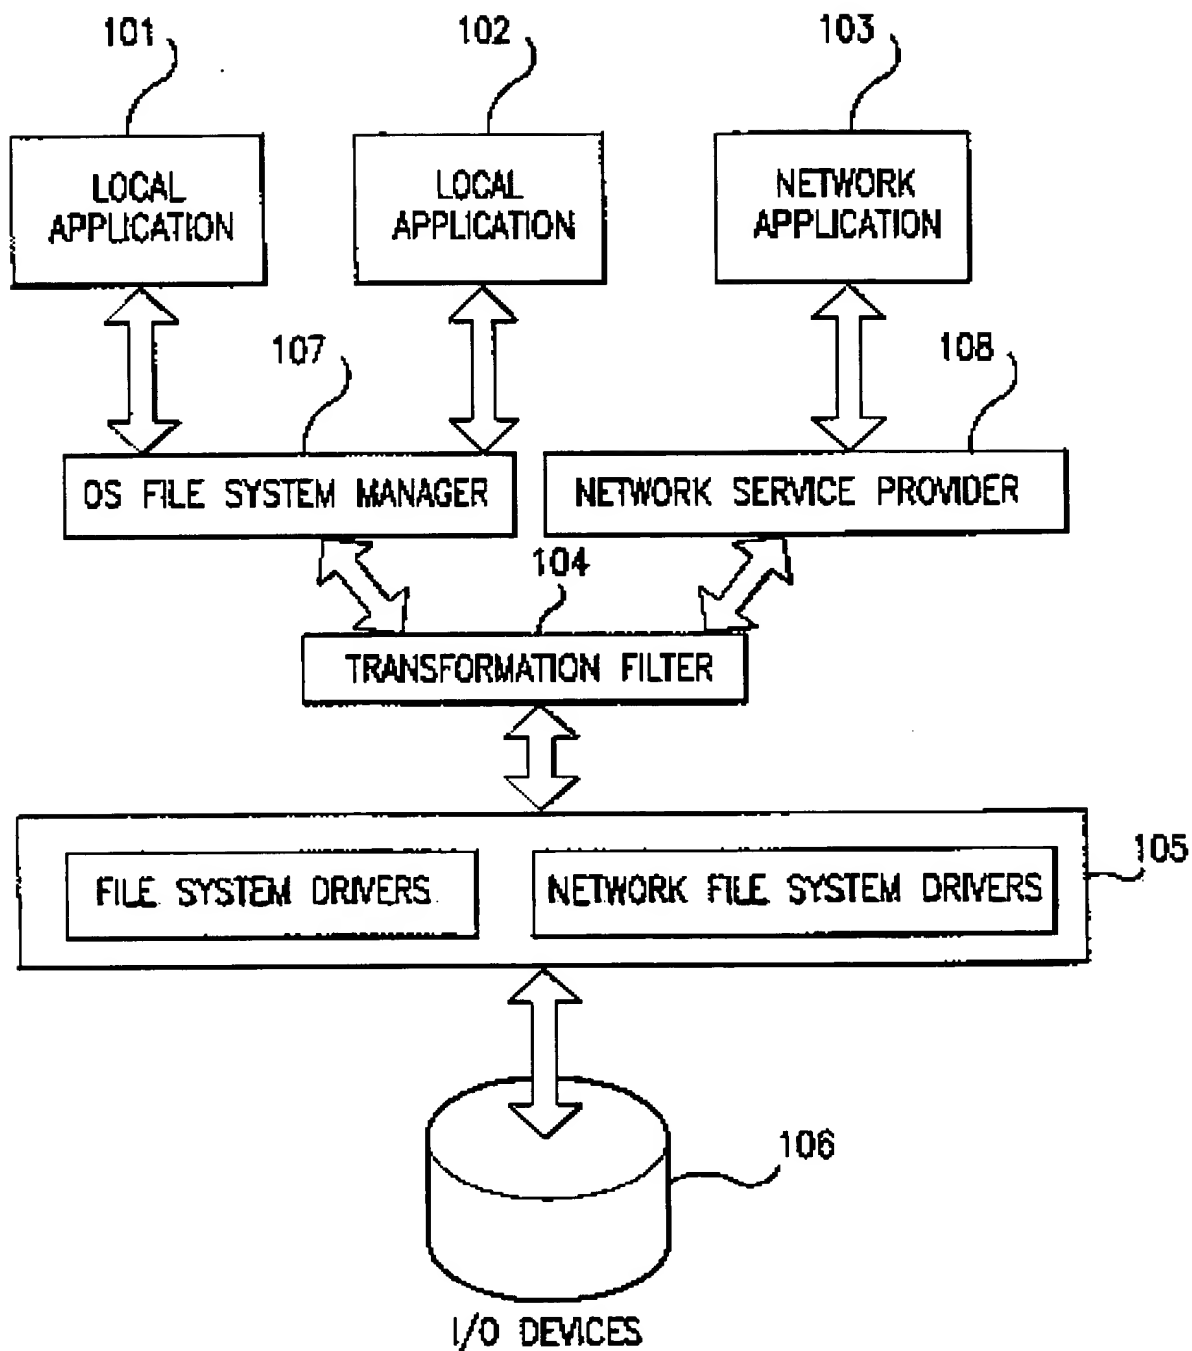 101
102
103
LOCAL
APPLICATION
LOCAL
APPLICATION
NETWORK
APPLICATION
107
108
OS FILE SYSTEM MANAGER
NETWORK SERVICE PROVIDER
104
TRANSFORMATION FILTER
105
FILE SYSTEM DRIVERS
NETWORK FILE SYSTEM DRIVERS
106
I/O DEVICES